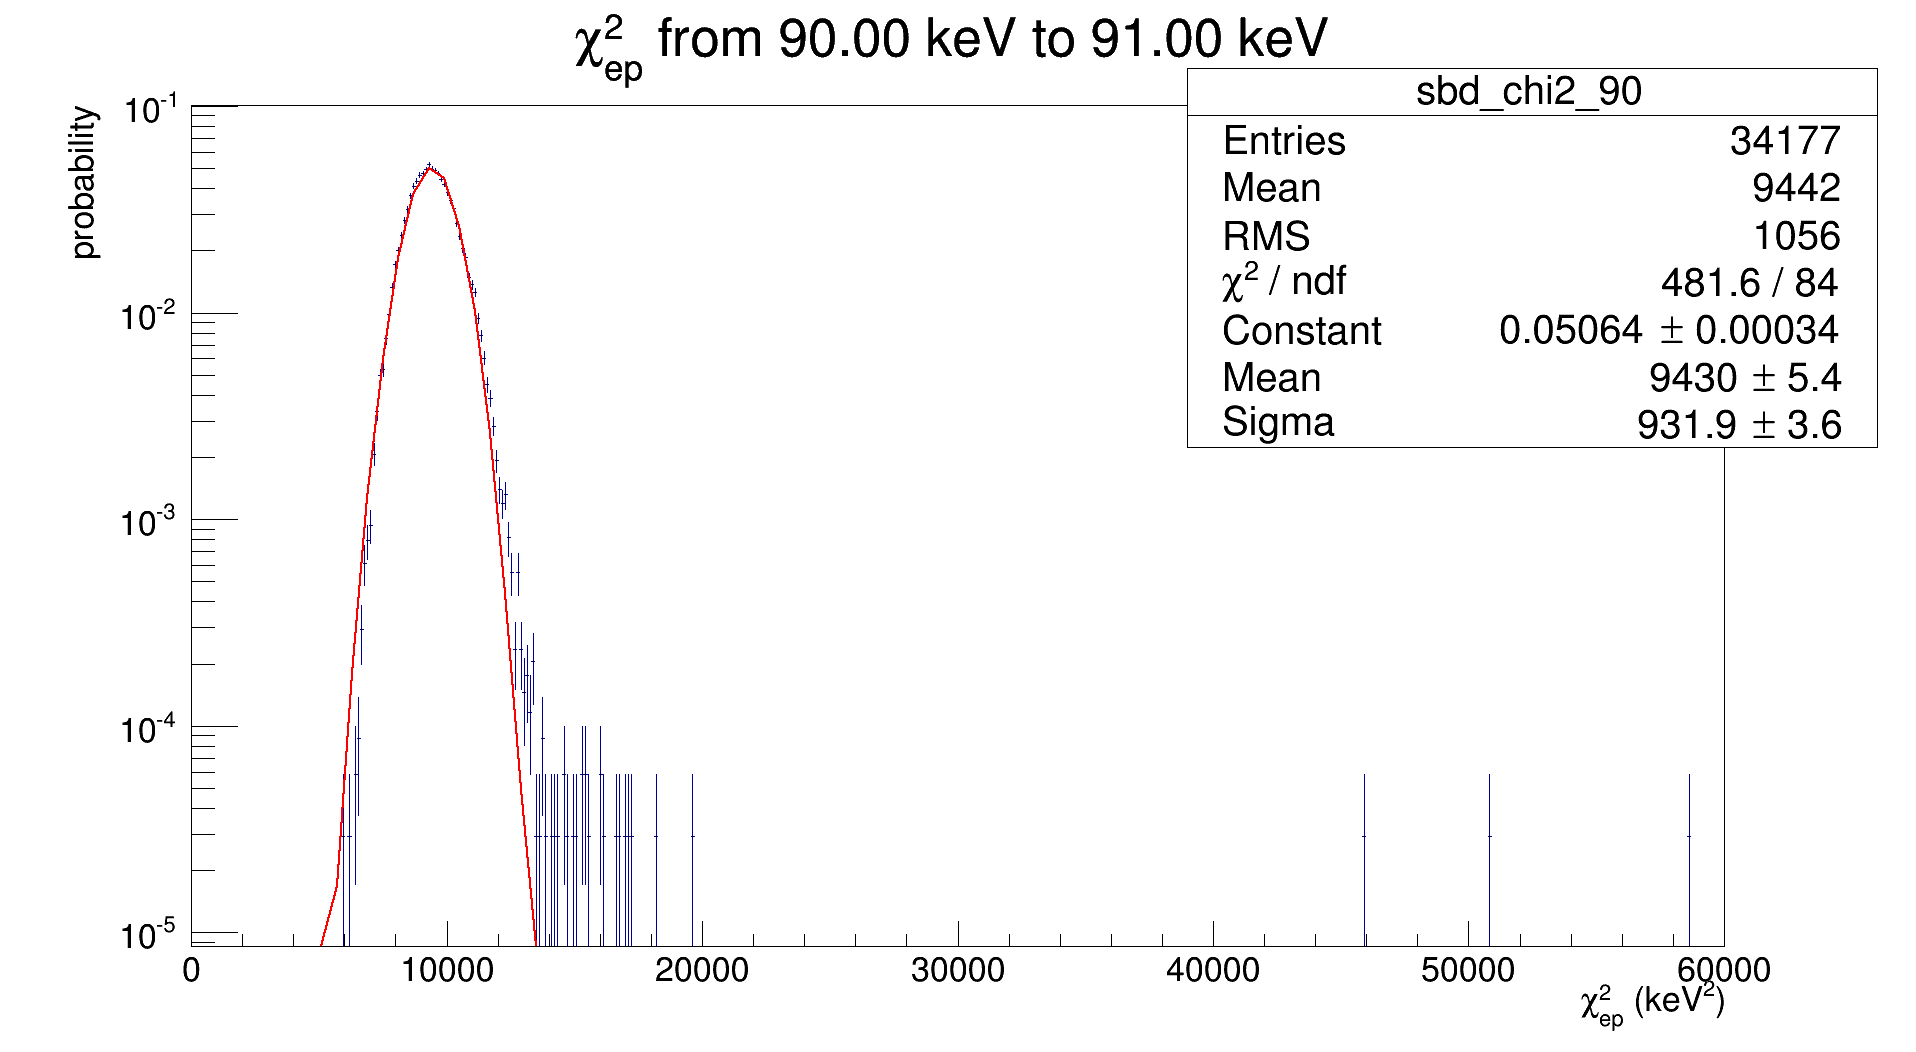 χ²ep from 90.00 keV to 91.00 keV
sbd_chi2_90
Entries 34177
Mean 9442
RMS 1056
χ² / ndf 481.6 / 84
Constant 0.05064 ± 0.00034
Mean 9430 ± 5.4
Sigma 931.9 ± 3.6
probability
10⁻¹
10⁻²
10⁻³
10⁻⁴
10⁻⁵
0 10000 20000 30000 40000 50000 60000
χ²ep (keV²)